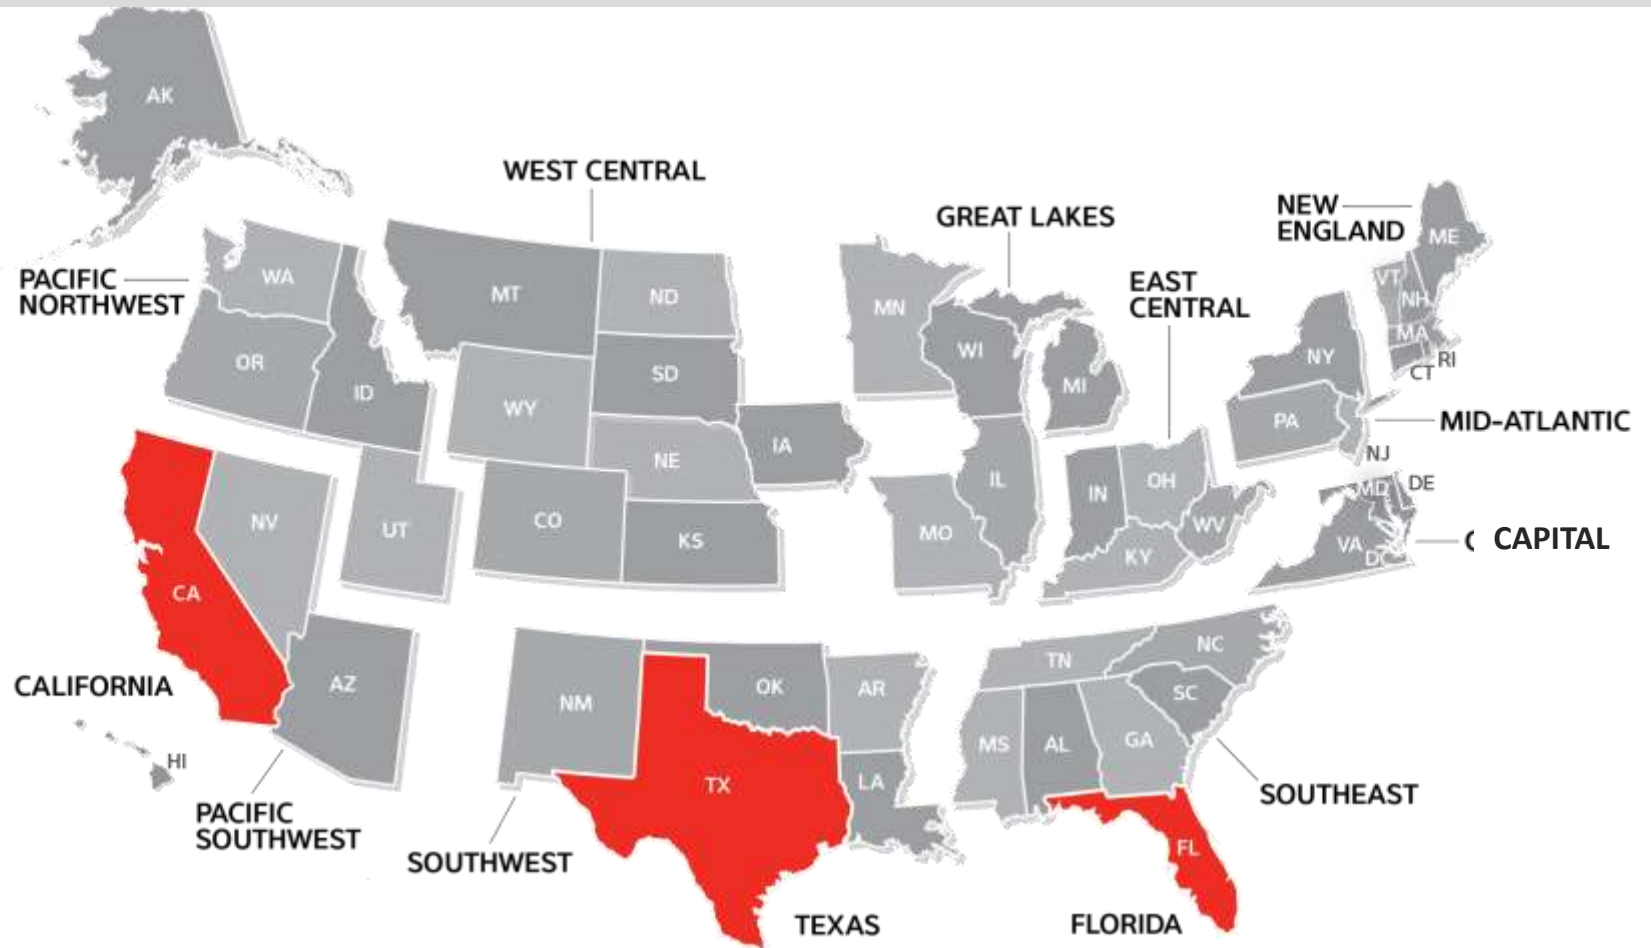 AK
WEST CENTRAL
GREAT LAKES
NEW
ENGLAND
ME
PACIFIC
NORTHWEST
WA
MT
ND
MN
EAST
CENTRAL
VT
NH
MA
RI
CT
OR
ID
WY
SD
WI
MI
NY
IA
NE
IL
IN
OH
PA
MID-ATLANTIC
NJ
NV
UT
CO
KS
MO
KY
WV
MD
DE
VA
D
C CAPITAL
CA
CALIFORNIA
AZ
NM
OK
AR
TN
NC
SC
HI
TX
LA
MS
AL
GA
SOUTHEAST
PACIFIC
SOUTHWEST
SOUTHWEST
FL
TEXAS
FLORIDA